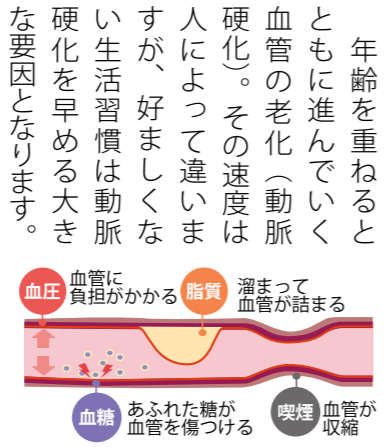 年齢を重ねると
ともに進んでいく
血管の老化（動脈
硬化）。その速度は
人によって違いま
すが、好ましくな
い生活習慣は動脈
硬化を早める大き
な要因となります。
血圧
血管に
負担がかかる
脂質
溜まって
血管が詰まる
血糖
あふれた糖が
血管を傷つける
喫煙
血管が
収縮